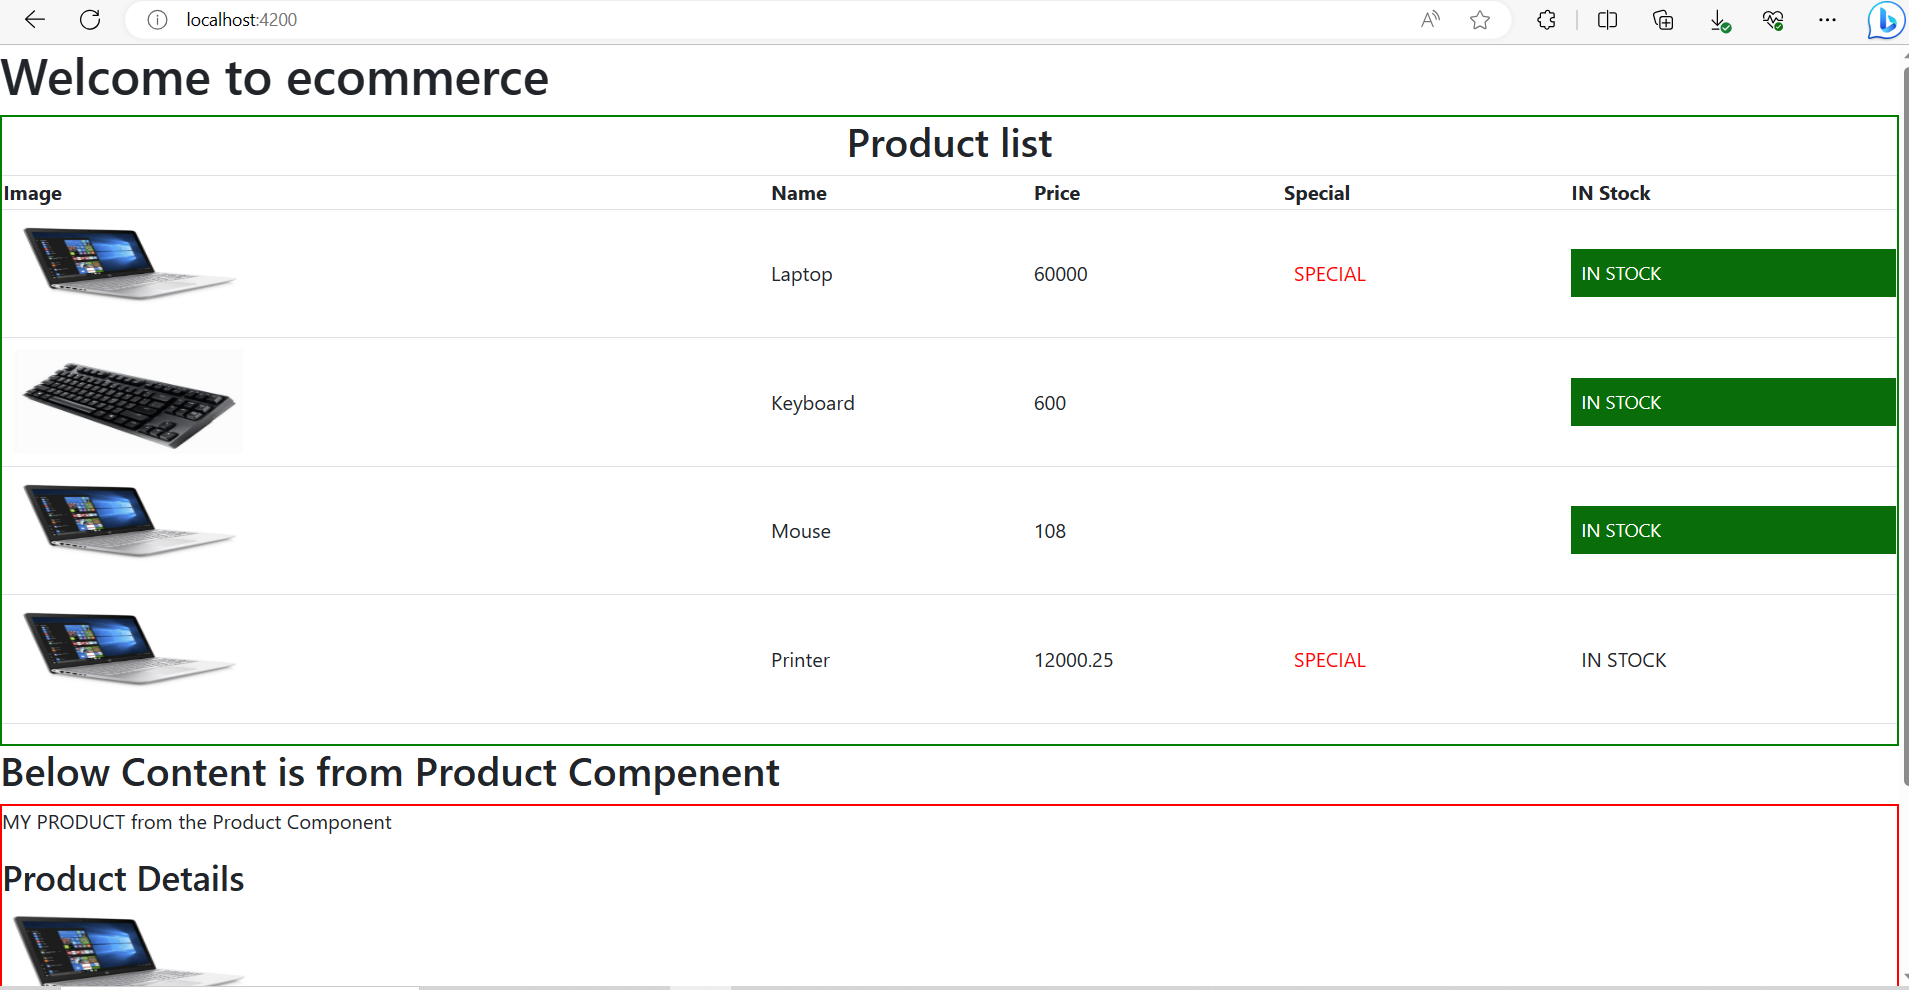 localhost:4200
Welcome to ecommerce
Product list
Image Name Price Special IN Stock
Laptop 60000 SPECIAL IN STOCK
Keyboard 600 IN STOCK
Mouse 108 IN STOCK
Printer 12000.25 SPECIAL IN STOCK
Below Content is from Product Compenent
MY PRODUCT from the Product Component
Product Details